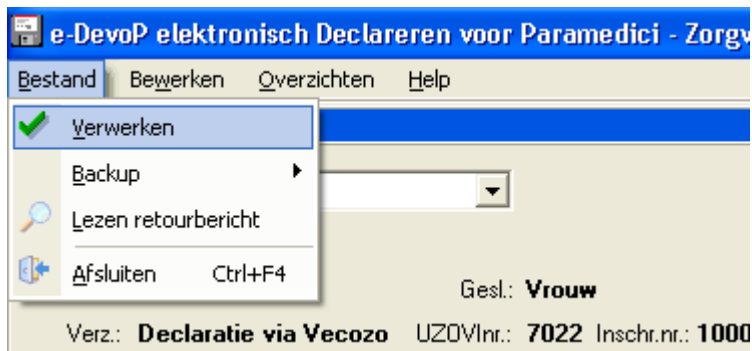 e-DevoP elektronisch Declareren voor Paramedici - Zorgv
Bestand Bewerken Overzichten Help
Verwerken
Backup
Lezen retourbericht
Afsluiten Ctrl+F4
Gesl.: Vrouw
Verz.: Declaratie via Vecozo UZOVInr.: 7022 Inschr.nr.: 1000